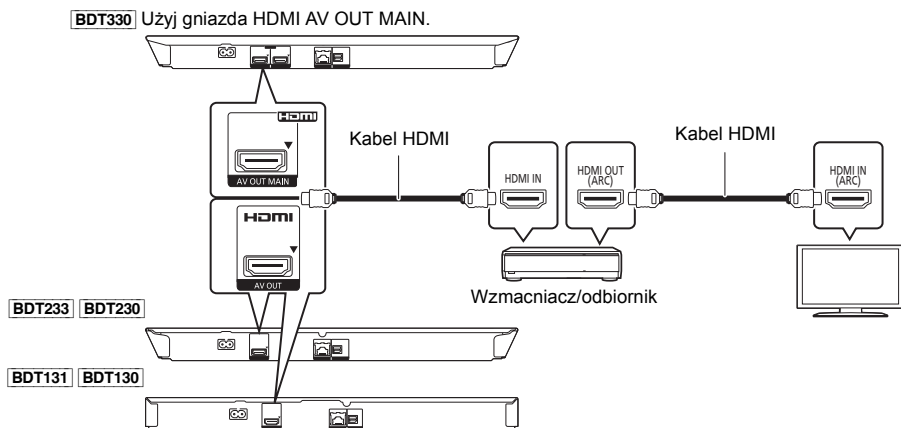 BDT330 Użyj gniazda HDMI AV OUT MAIN.
HDMI
AV OUT MAIN
Kabel HDMI
HDMI IN
HDMI OUT
(ARC)
Kabel HDMI
HDMI IN
(ARC)
HDMI
AV OUT
Wzmacniacz/odbiornik
BDT233 BDT230
BDT131 BDT130